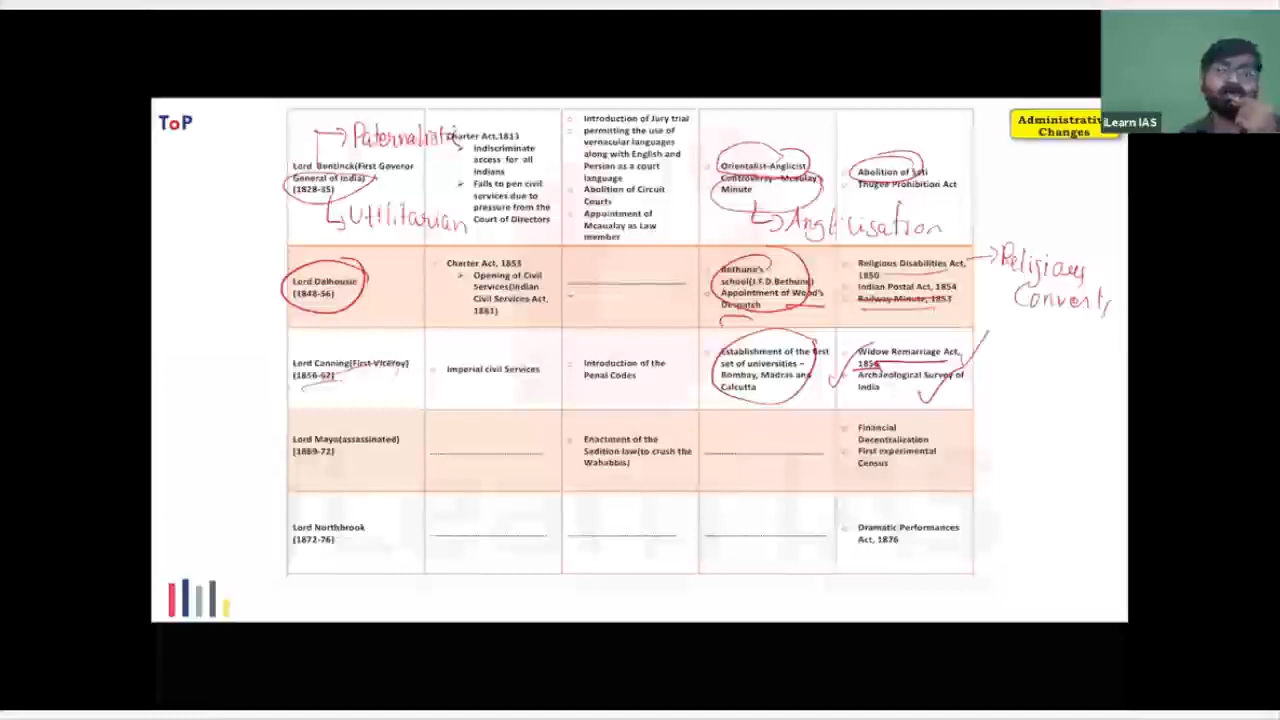 ToP
Administrative
Changes
Learn IAS
Paternalistic
Lord Bentinck(First Govenor
General of India)
(1828-35)
Utilitarian
Charter Act,1813
Indiscriminate
access for all
Indians
Fails to pen civil
services due to
pressure from the
Court of Directors
Introduction of Jury trial
permitting the use of
vernacular languages
along with English and
Persian as a court
language
Abolition of Circuit
Courts
Appointment of
Mcaualay as Law
member
Orientalist-Anglicist
Controversy- Mcaulay
Minute
Anglicisation
Abolition of Sati
Thugee Prohibition Act
Lord Dalhousie
(1848-56)
Charter Act, 1853
Opening of Civil
Services(Indian
Civil Services Act,
1861)
Bethune's
school(J.F.D.Bethune)
Appointment of Wood's
Despatch
Religious Disabilities Act,
1850
Indian Postal Act, 1854
Railway Minute, 1853
Religious
Converts
Lord Canning(First Viceroy)
(1856-62)
Imperial civil Services
Introduction of the
Penal Codes
Establishment of the first
set of universities –
Bombay, Madras and
Calcutta
Widow Remarriage Act,
1856
Archaeological Survey of
India
Lord Mayo(assassinated)
(1869-72)
Enactment of the
Sedition law(to crush the
Wahabbis)
Financial
Decentralization
First experimental
Census
Lord Northbrook
(1872-76)
Dramatic Performances
Act, 1876